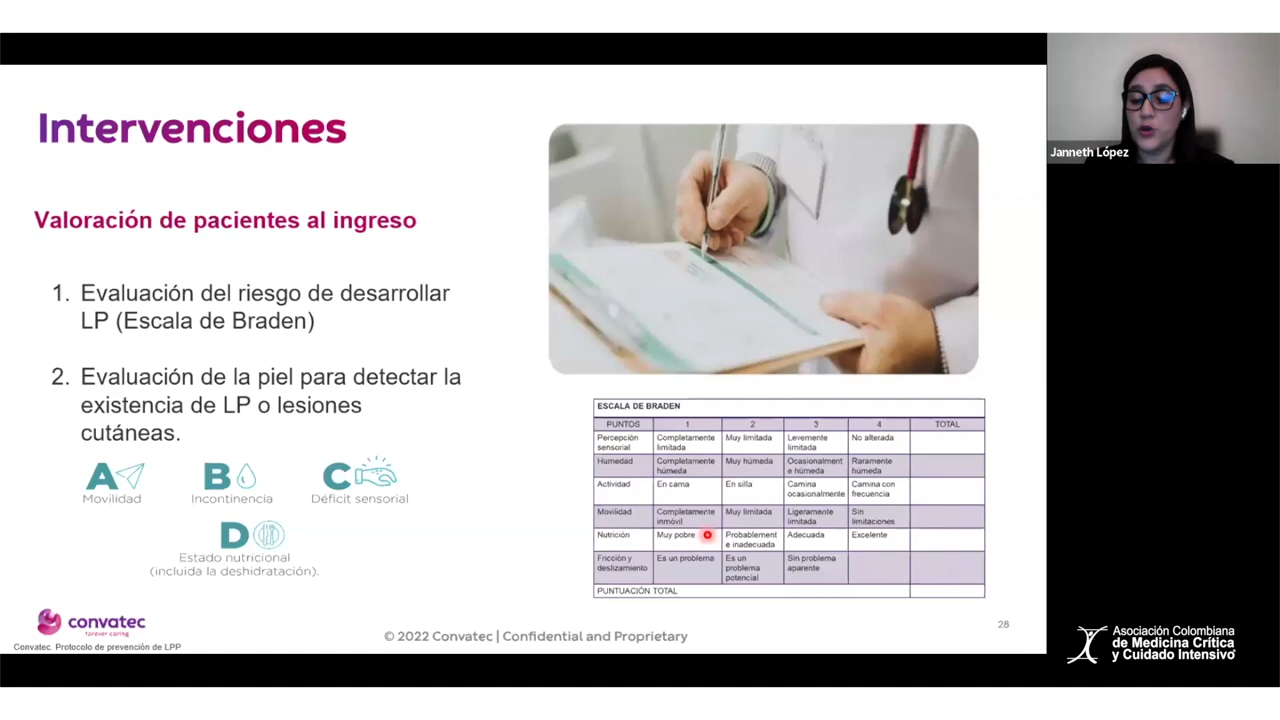 Intervenciones
Valoración de pacientes al ingreso
1. Evaluación del riesgo de desarrollar
LP (Escala de Braden)
2. Evaluación de la piel para detectar la
existencia de LP o lesiones
cutáneas.
A
Movilidad
B
Incontinencia
C
Déficit sensorial
D
Estado nutricional
(incluida la deshidratación).
ESCALA DE BRADEN
PUNTOS 1 2 3 4 TOTAL
Percepción Completamente Muy limitada Levemente No alterada
sensorial limitada limitada
Humedad Completamente Muy húmeda Ocasionalment Raramente
húmeda e húmeda húmeda
Actividad En cama En silla Camina Camina con
ocasionalmente frecuencia
Movilidad Completamente Muy limitada Ligeramente Sin
inmóvil limitada limitaciones
Nutrición Muy pobre Probablement Adecuada Excelente
e inadecuada
Fricción y Es un problema Es un Sin problema
deslizamiento problema aparente
potencial
PUNTUACIÓN TOTAL
convatec
forever caring
Convatec. Protocolo de prevención de LPP
© 2022 Convatec | Confidential and Proprietary
28
Janneth López
Asociación Colombiana
de Medicina Crítica
y Cuidado Intensivo